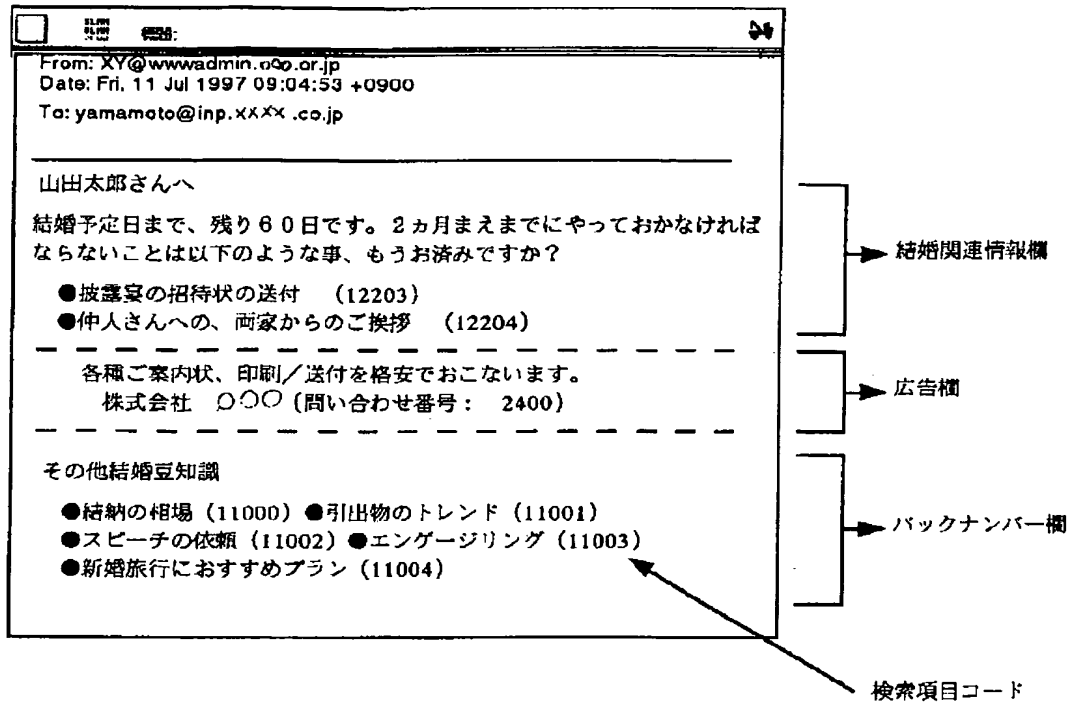 標題:
From: XY@wwwadmin.o○o.or.jp
Date: Fri, 11 Jul 1997 09:04:53 +0900
To: yamamoto@inp.xxxx .co.jp
山田太郎さんへ
結婚予定日まで、残り60日です。2ヵ月まえまでにやっておかなければ
ならないことは以下のような事、もうお済みですか?
●披露宴の招待状の送付 (12203)
●仲人さんへの、両家からのご挨拶 (12204)
各種ご案内状、印刷/送付を格安でおこないます。
株式会社 ○○○ (問い合わせ番号: 2400)
その他結婚豆知識
●結納の相場 (11000) ●引出物のトレンド (11001)
●スピーチの依頼 (11002) ●エンゲージリング (11003)
●新婚旅行におすすめプラン (11004)
結婚関連情報欄
広告欄
バックナンバー欄
検索項目コード